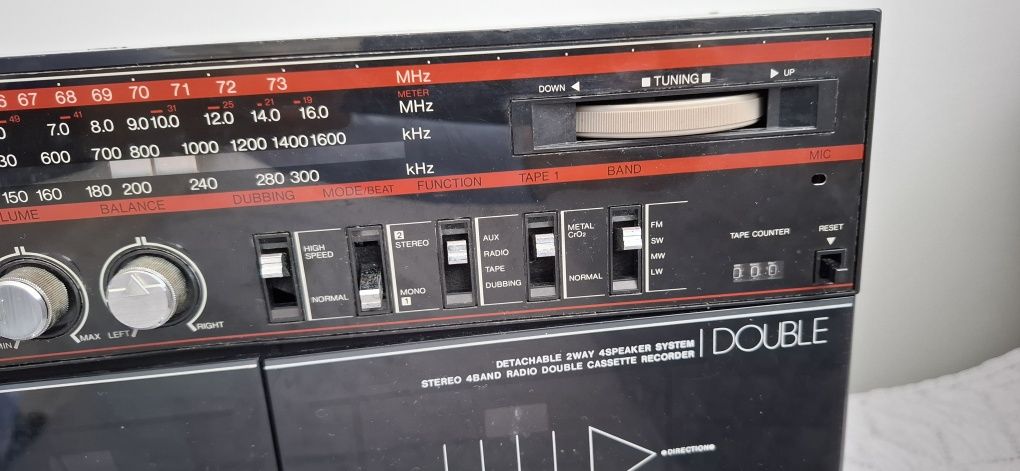 67 68 69 70 71 72 73 MHz
METER
49 41 31 25 21 19
7.0 8.0 9.0 10.0 12.0 14.0 16.0 MHz
600 700 800 1000 1200 1400 1600 kHz
150 160 180 200 240 280 300 kHz
DOWN ◀ ■ TUNING ■ ▶ UP
BALANCE DUBBING MODE/BEAT FUNCTION TAPE 1 BAND MIC
HIGH
SPEED
NORMAL
2
STEREO
MONO
1
AUX
RADIO
TAPE
DUBBING
METAL
CrO2
NORMAL
FM
SW
MW
LW
TAPE COUNTER
000
RESET
▼
MAX LEFT RIGHT
DETACHABLE 2WAY 4SPEAKER SYSTEM
STEREO 4BAND RADIO DOUBLE CASSETTE RECORDER
DOUBLE
●DIRECTION●